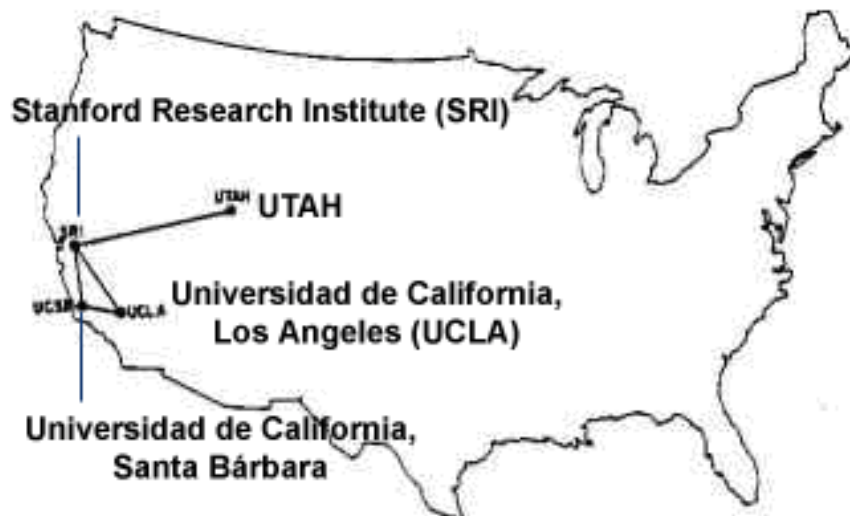 Stanford Research Institute (SRI)
UTAH
UTAH
SRI
Universidad de California,
Los Angeles (UCLA)
UCSB
UCLA
Universidad de California,
Santa Bárbara